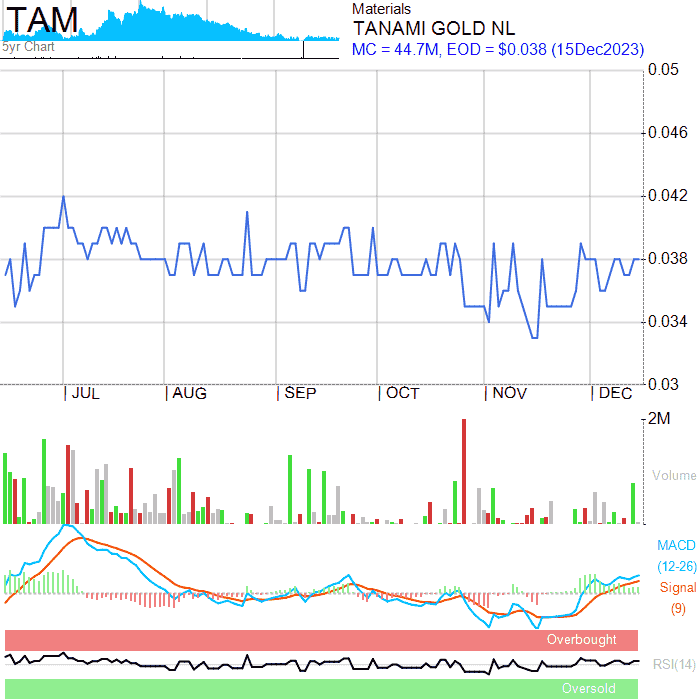 TAM
5yr Chart
Materials
TANAMI GOLD NL
MC = 44.7M, EOD = $0.038 (15Dec2023)
0.05
0.046
0.042
0.038
0.034
0.03
JUL AUG SEP OCT NOV DEC
2M
Volume
MACD
(12-26)
Signal
(9)
Overbought
RSI(14)
Oversold